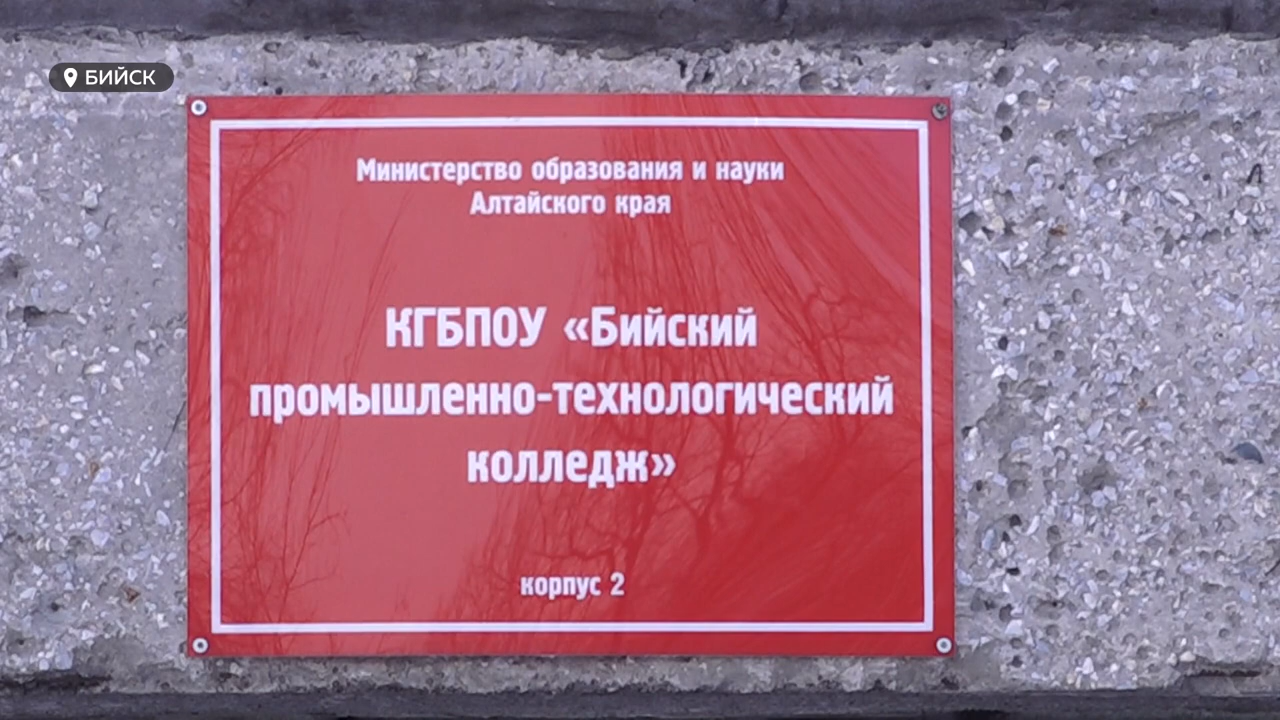 БИЙСК
Министерство образования и науки
Алтайского края
КГБПОУ «Бийский
промышленно-технологический
колледж»
корпус 2